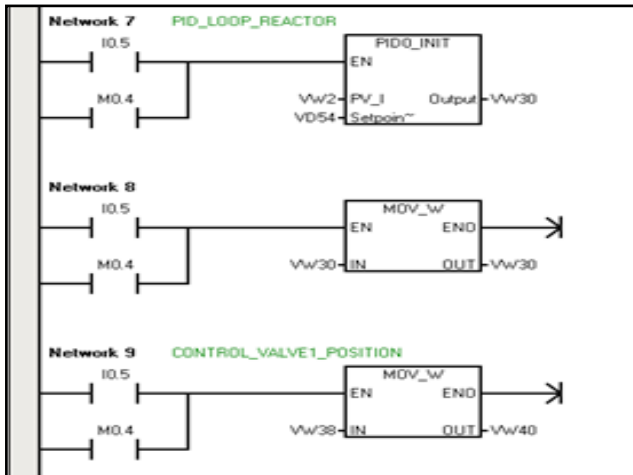 Network 7 PID_LOOP_REACTOR
I0.5
PID0_INIT
EN
M0.4
VW2 PV_I Output VW30
VD54 Setpoin~
Network 8
I0.5
MOV_W
EN ENO
M0.4
VW30 IN OUT VW30
Network 9 CONTROL_VALVE1_POSITION
I0.5
MOV_W
EN ENO
M0.4
VW38 IN OUT VW40